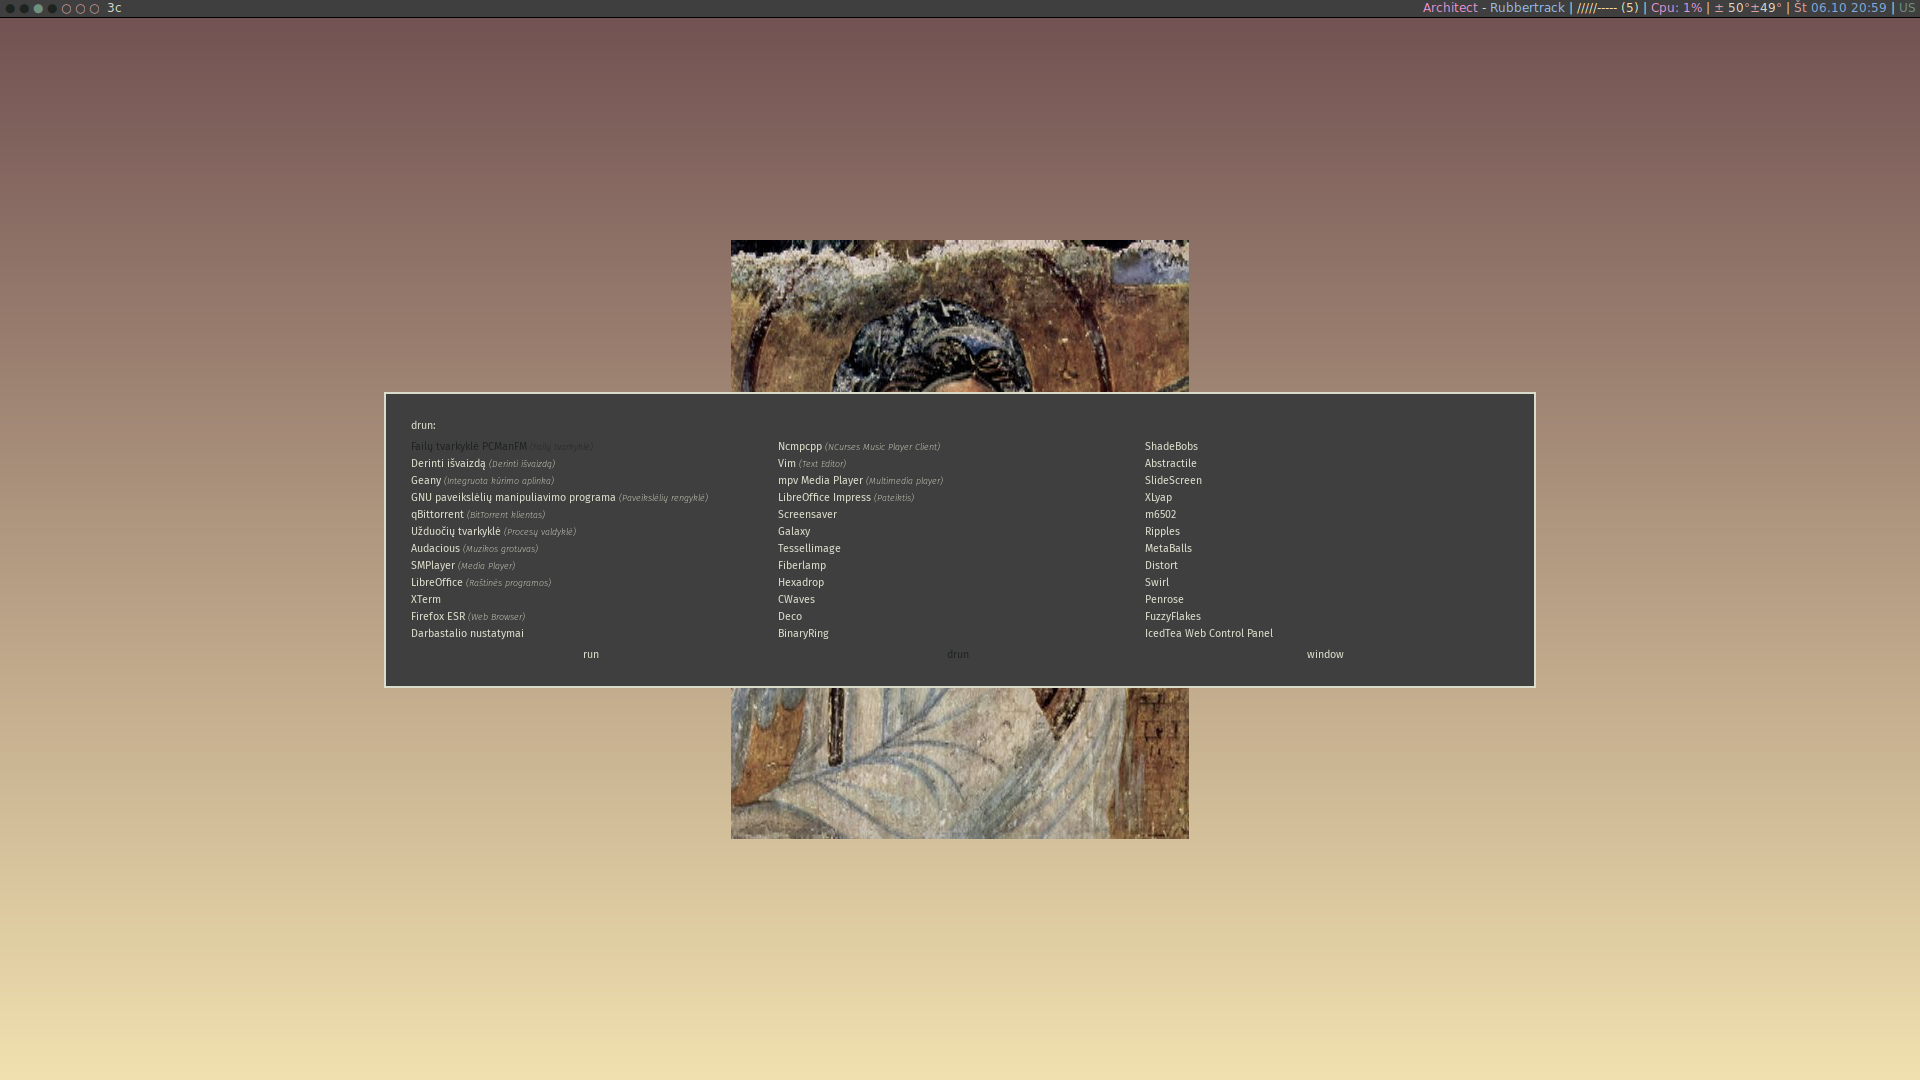 3c
Architect - Rubbertrack | /////----- (5) | Cpu: 1% | ± 50°±49° | Št 06.10 20:59 | US
drun:
Failų tvarkyklė PCManFM (Failų tvarkyklė)
Derinti išvaizdą (Derinti išvaizdą)
Geany (Integruota kūrimo aplinka)
GNU paveikslėlių manipuliavimo programa (Paveikslėlių rengyklė)
qBittorrent (BitTorrent klientas)
Užduočių tvarkyklė (Procesų valdyklė)
Audacious (Muzikos grotuvas)
SMPlayer (Media Player)
LibreOffice (Raštinės programos)
XTerm
Firefox ESR (Web Browser)
Darbastalio nustatymai
Ncmpcpp (NCurses Music Player Client)
Vim (Text Editor)
mpv Media Player (Multimedia player)
LibreOffice Impress (Pateiktis)
Screensaver
Galaxy
Tessellimage
Fiberlamp
Hexadrop
CWaves
Deco
BinaryRing
ShadeBobs
Abstractile
SlideScreen
XLyap
m6502
Ripples
MetaBalls
Distort
Swirl
Penrose
FuzzyFlakes
IcedTea Web Control Panel
run drun window